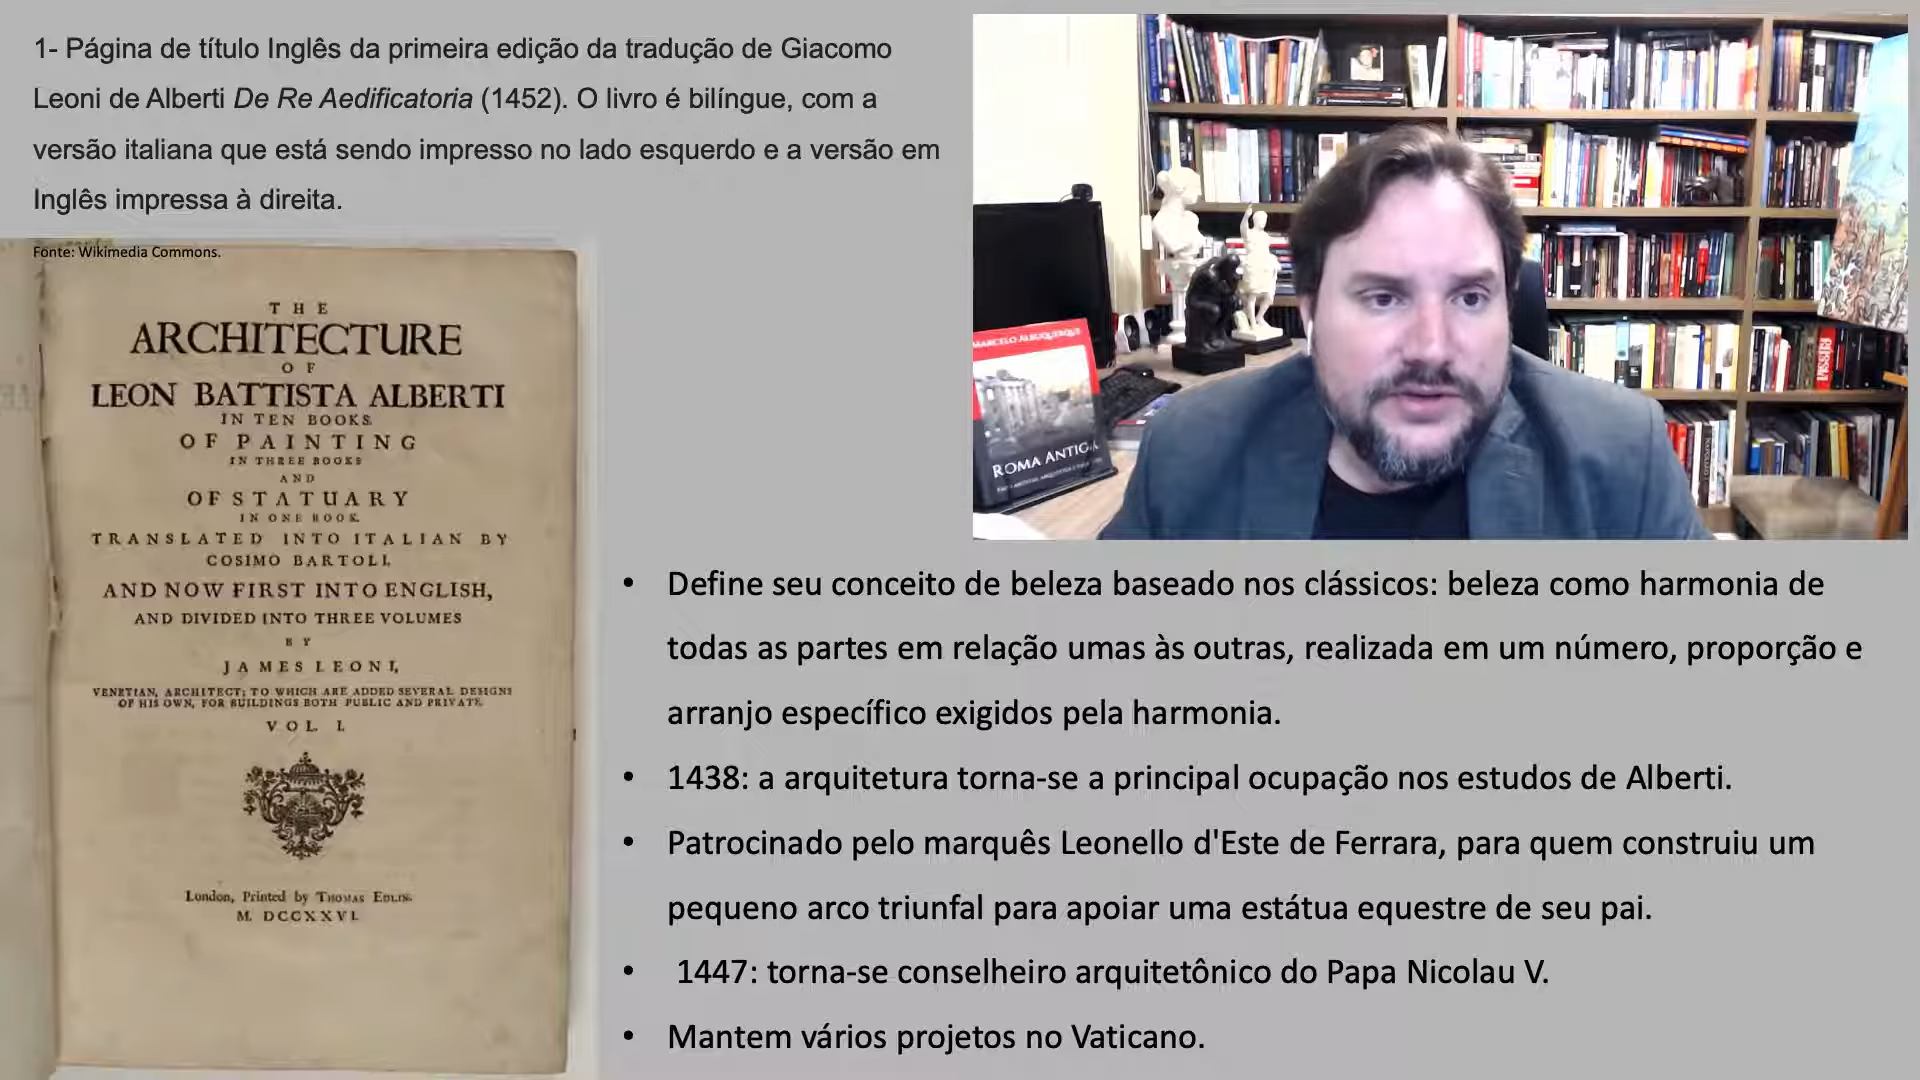 1- Página de título Inglês da primeira edição da tradução de Giacomo
Leoni de Alberti De Re Aedificatoria (1452). O livro é bilíngue, com a
versão italiana que está sendo impresso no lado esquerdo e a versão em
Inglês impressa à direita.
Fonte: Wikimedia Commons.
THE
ARCHITECTURE
OF
LEON BATTISTA ALBERTI
IN TEN BOOKS.
OF PAINTING
IN THREE BOOKS
AND
OF STATUARY
IN ONE BOOK.
TRANSLATED INTO ITALIAN BY
COSIMO BARTOLI,
AND NOW FIRST INTO ENGLISH,
AND DIVIDED INTO THREE VOLUMES
BY
JAMES LEONI,
VENETIAN, ARCHITECT; TO WHICH ARE ADDED SEVERAL DESIGNS
OF HIS OWN, FOR BUILDINGS BOTH PUBLIC AND PRIVATE.
VOL. I.
London, Printed by THOMAS EDLIN.
M. DCCXXVI.
MARCELO ALBUQUERQUE
ROMA ANTIGA
RÚSSIA
• Define seu conceito de beleza baseado nos clássicos: beleza como harmonia de
todas as partes em relação umas às outras, realizada em um número, proporção e
arranjo específico exigidos pela harmonia.
• 1438: a arquitetura torna-se a principal ocupação nos estudos de Alberti.
• Patrocinado pelo marquês Leonello d'Este de Ferrara, para quem construiu um
pequeno arco triunfal para apoiar uma estátua equestre de seu pai.
• 1447: torna-se conselheiro arquitetônico do Papa Nicolau V.
• Mantem vários projetos no Vaticano.